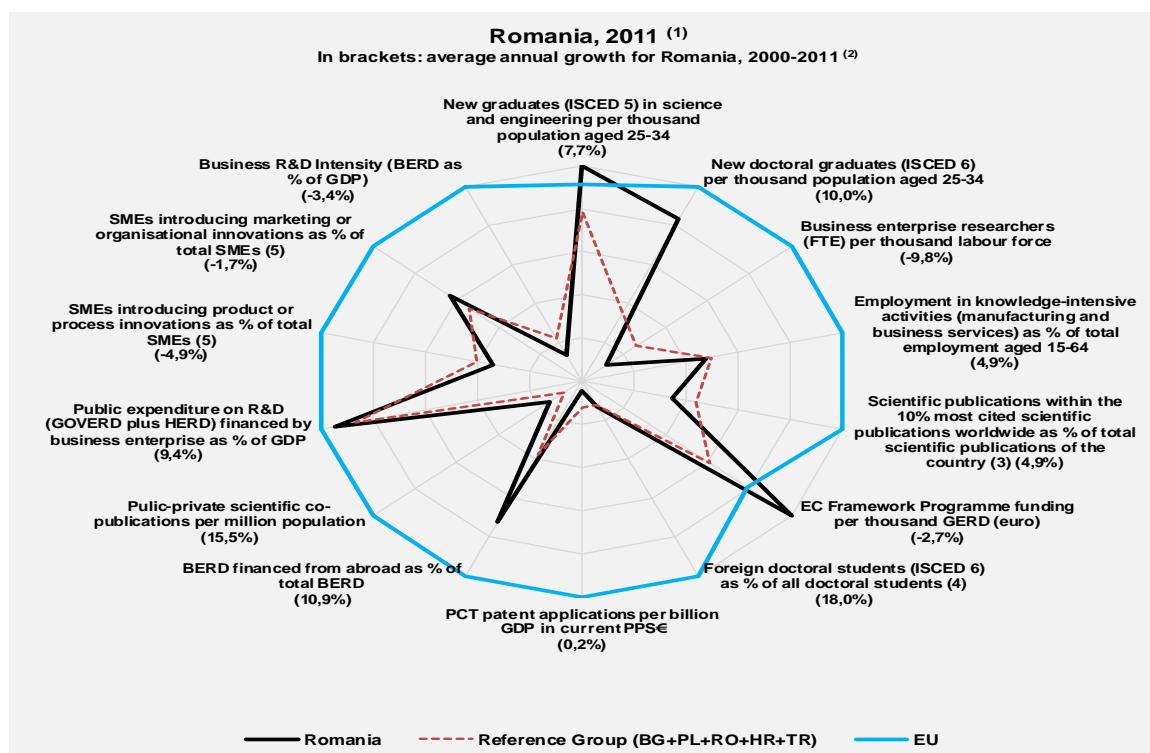 Romania, 2011 (1)
In brackets: average annual growth for Romania, 2000-2011 (2)
New graduates (ISCED 5) in science
and engineering per thousand
population aged 25-34
(7,7%)
New doctoral graduates (ISCED 6)
per thousand population aged 25-34
(10,0%)
Business enterprise researchers
(FTE) per thousand labour force
(-9,8%)
Employment in knowledge-intensive
activities (manufacturing and
business services) as % of total
employment aged 15-64
(4,9%)
Scientific publications within the
10% most cited scientific
publications worldwide as % of total
scientific publications of the
country (3) (4,9%)
EC Framework Programme funding
per thousand GERD (euro)
(-2,7%)
Foreign doctoral students (ISCED 6)
as % of all doctoral students (4)
(18,0%)
PCT patent applications per billion
GDP in current PPS€
(0,2%)
BERD financed from abroad as % of
total BERD
(10,9%)
Pulic-private scientific co-
publications per million population
(15,5%)
Public expenditure on R&D
(GOVERD plus HERD) financed by
business enterprise as % of GDP
(9,4%)
SMEs introducing product or
process innovations as % of total
SMEs (5)
(-4,9%)
SMEs introducing marketing or
organisational innovations as % of
total SMEs (5)
(-1,7%)
Business R&D Intensity (BERD as
% of GDP)
(-3,4%)
Romania
Reference Group (BG+PL+RO+HR+TR)
EU